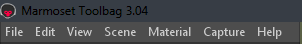 Marmoset Toolbag 3.04
File Edit View Scene Material Capture Help